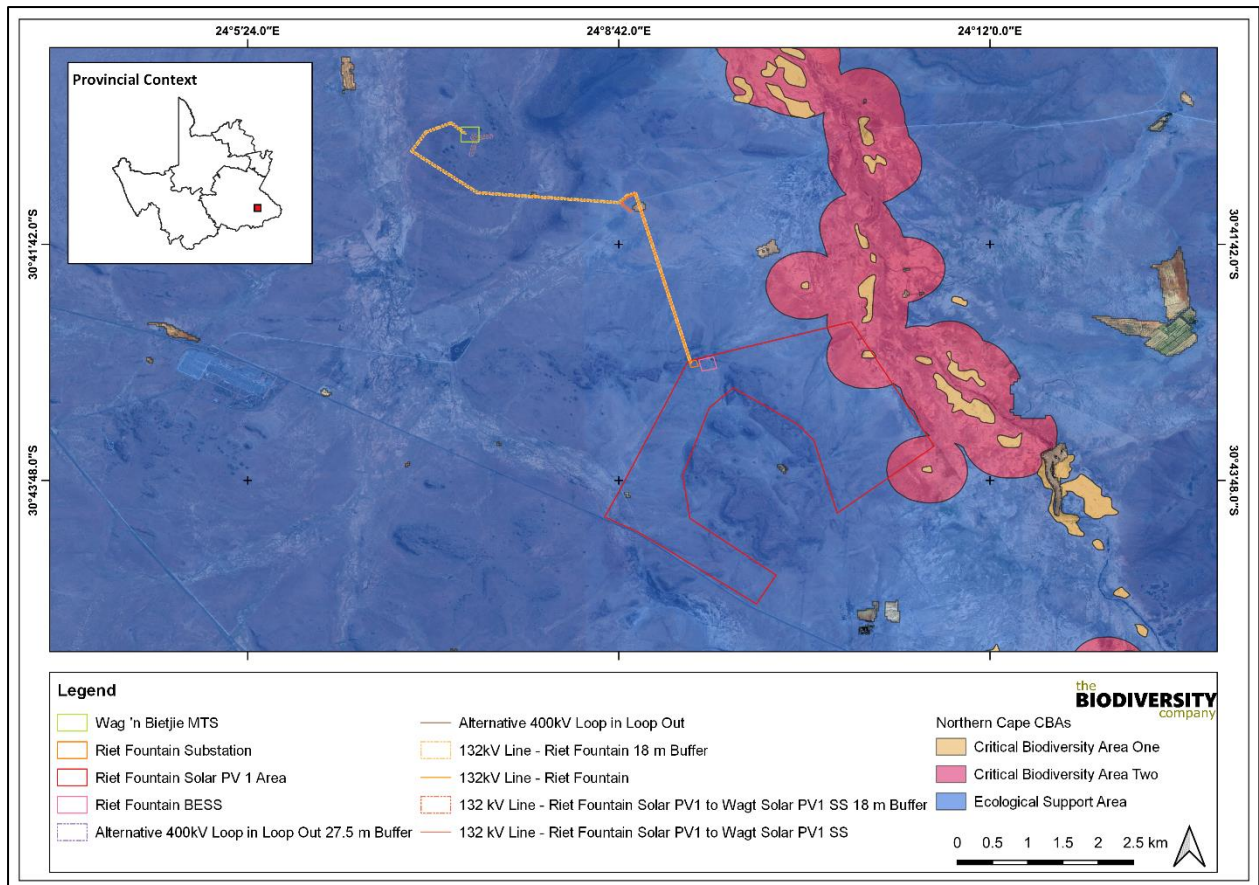 24°5'24.0"E
24°8'42.0"E
24°12'0.0"E
Provincial Context
30°41'42.0"S
30°41'42.0"S
30°43'48.0"S
30°43'48.0"S
Legend
Wag 'n Bietjie MTS
Riet Fountain Substation
Riet Fountain Solar PV 1 Area
Riet Fountain BESS
Alternative 400kV Loop in Loop Out 27.5 m Buffer
Alternative 400kV Loop in Loop Out
132kV Line - Riet Fountain 18 m Buffer
132kV Line - Riet Fountain
132 kV Line - Riet Fountain Solar PV1 to Wagt Solar PV1 SS 18 m Buffer
132 kV Line - Riet Fountain Solar PV1 to Wagt Solar PV1 SS
the
BIODIVERSITY
company
Northern Cape CBAs
Critical Biodiversity Area One
Critical Biodiversity Area Two
Ecological Support Area
0 0.5 1 1.5 2 2.5 km